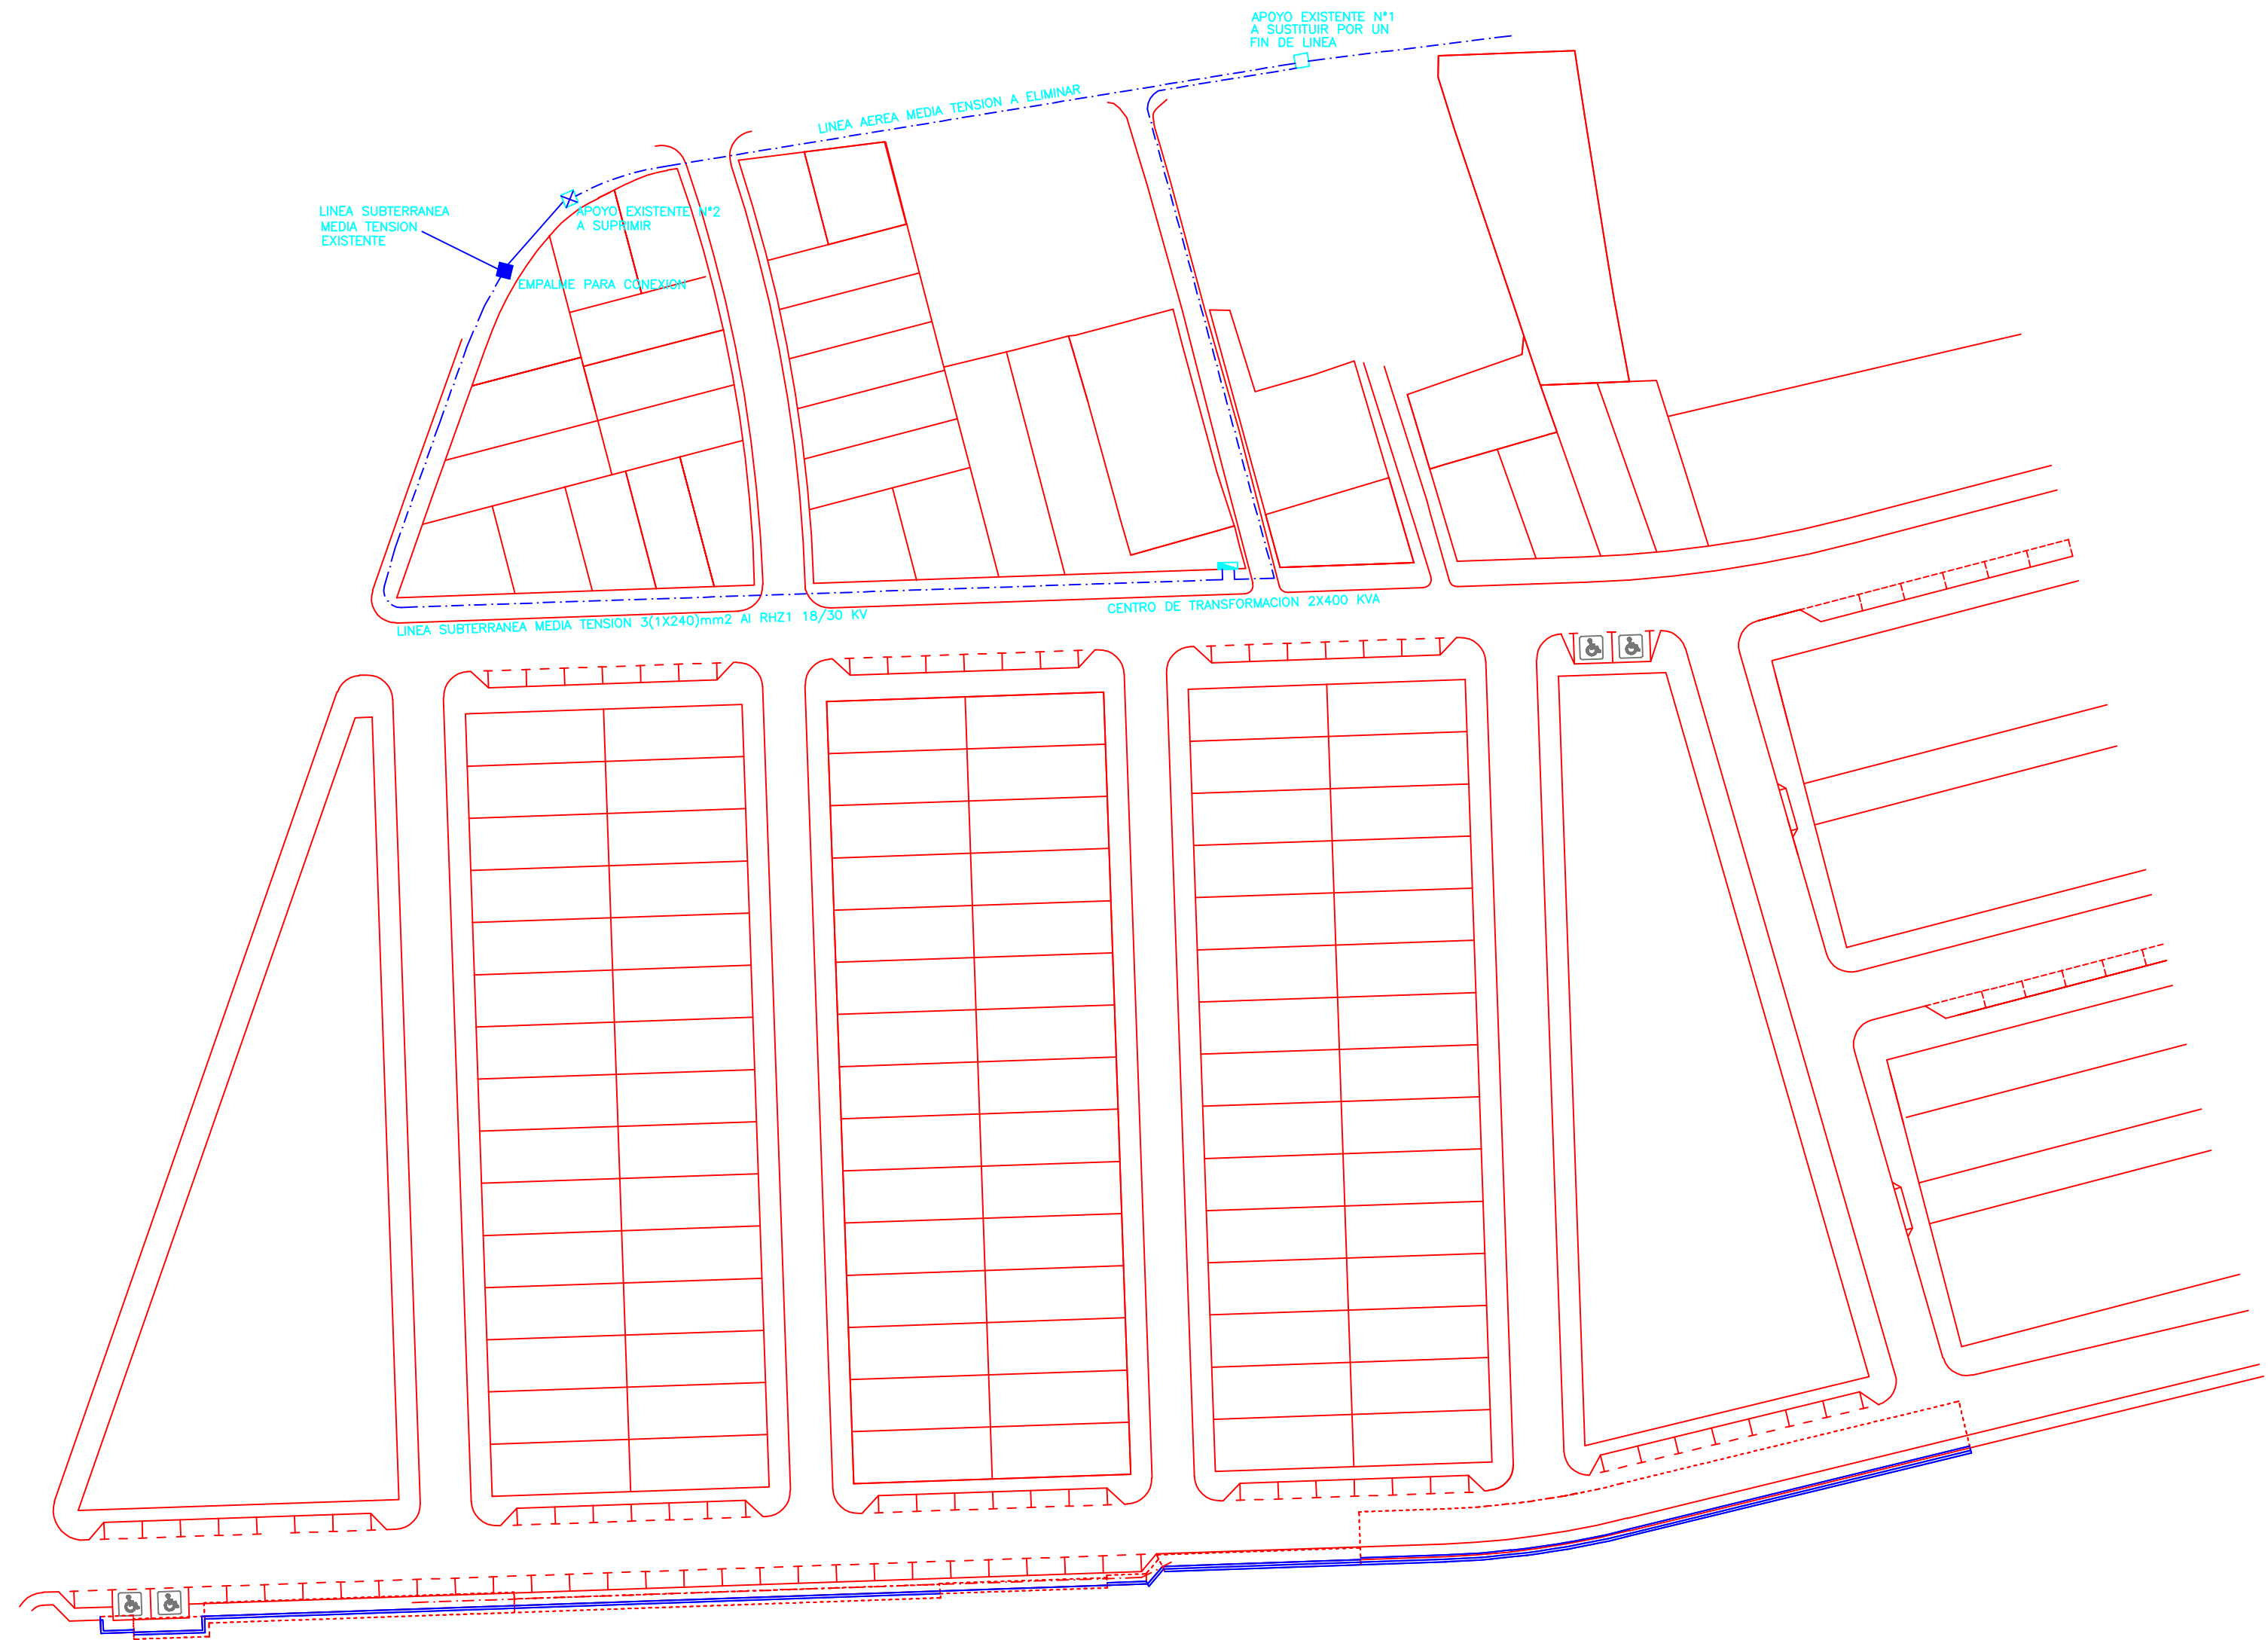 APOYO EXISTENTE Nº1
A SUSTITUIR POR UN
FIN DE LINEA
LINEA AEREA MEDIA TENSION A ELIMINAR
LINEA SUBTERRANEA
MEDIA TENSION
EXISTENTE
APOYO EXISTENTE Nº2
A SUPRIMIR
EMPALME PARA CONEXION
CENTRO DE TRANSFORMACION 2X400 KVA
LINEA SUBTERRANEA MEDIA TENSION 3(1X240)mm2 Al RHZ1 18/30 KV